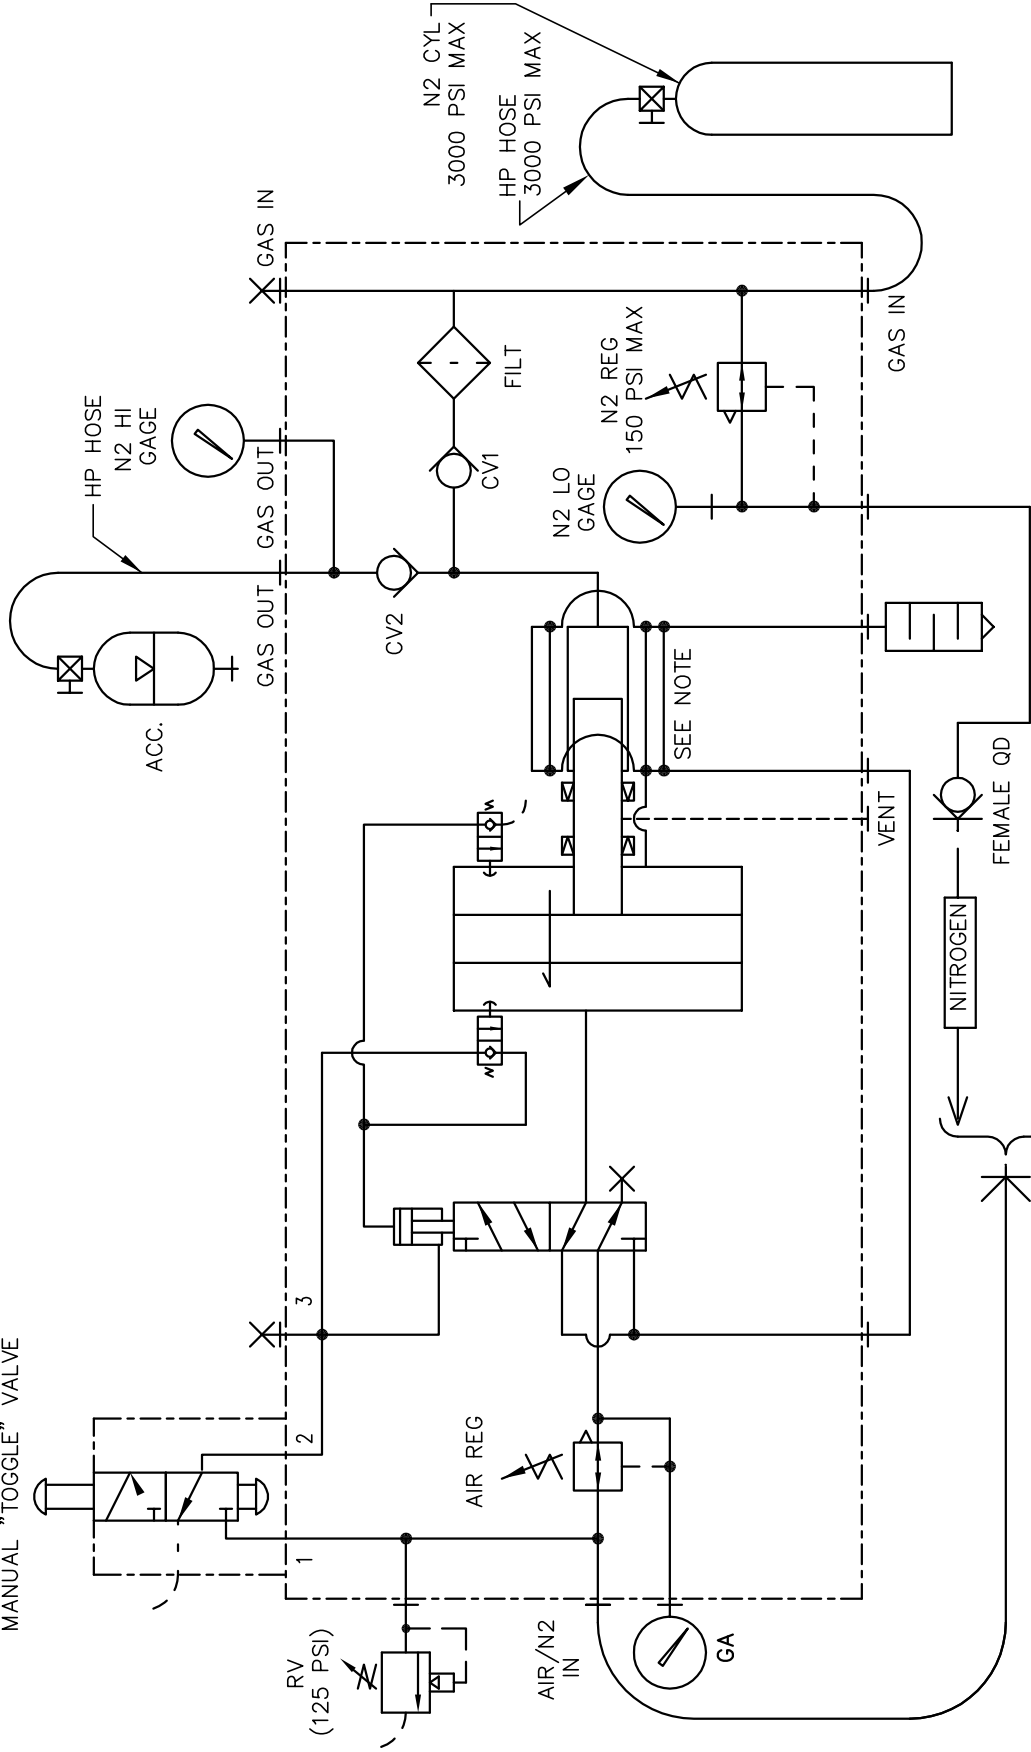 MANUAL "TOGGLE" VALVE
1
2
3
RV
(125 PSI)
AIR/N2
IN
GA
AIR REG
ACC.
HP HOSE
N2 HI
GAGE
GAS OUT
GAS OUT
GAS IN
CV2
CV1
FILT
SEE NOTE
VENT
N2 LO
GAGE
N2 REG
150 PSI MAX
GAS IN
N2 CYL
3000 PSI MAX
HP HOSE
3000 PSI MAX
FEMALE QD
NITROGEN